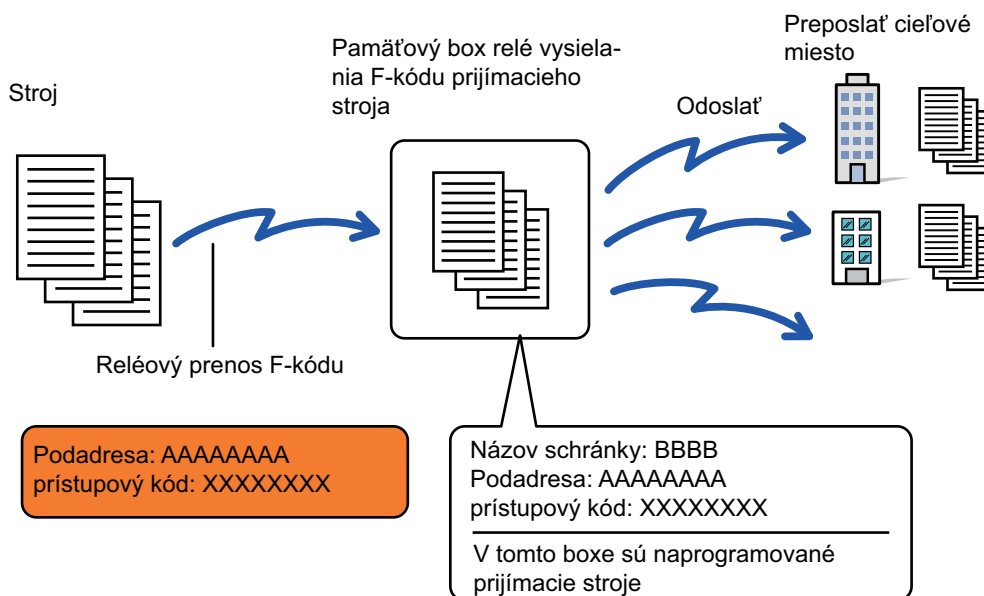 Stroj
Pamäťový box relé vysiela-
nia F-kódu prijímacieho
stroja
Odoslať
Preposlať cieľové
miesto
Reléový prenos F-kódu
Podadresa: AAAAAAAA
prístupový kód: XXXXXXXX
Názov schránky: BBBB
Podadresa: AAAAAAAA
prístupový kód: XXXXXXXX
V tomto boxe sú naprogramované
prijímacie stroje